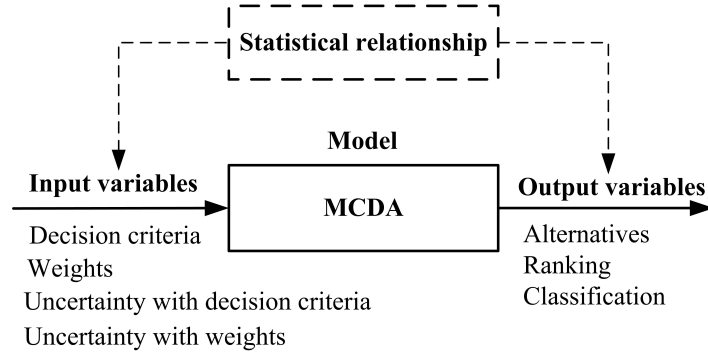 Statistical relationship
Model
Input variables
MCDA
Output variables
Decision criteria
Weights
Uncertainty with decision criteria
Uncertainty with weights
Alternatives
Ranking
Classification